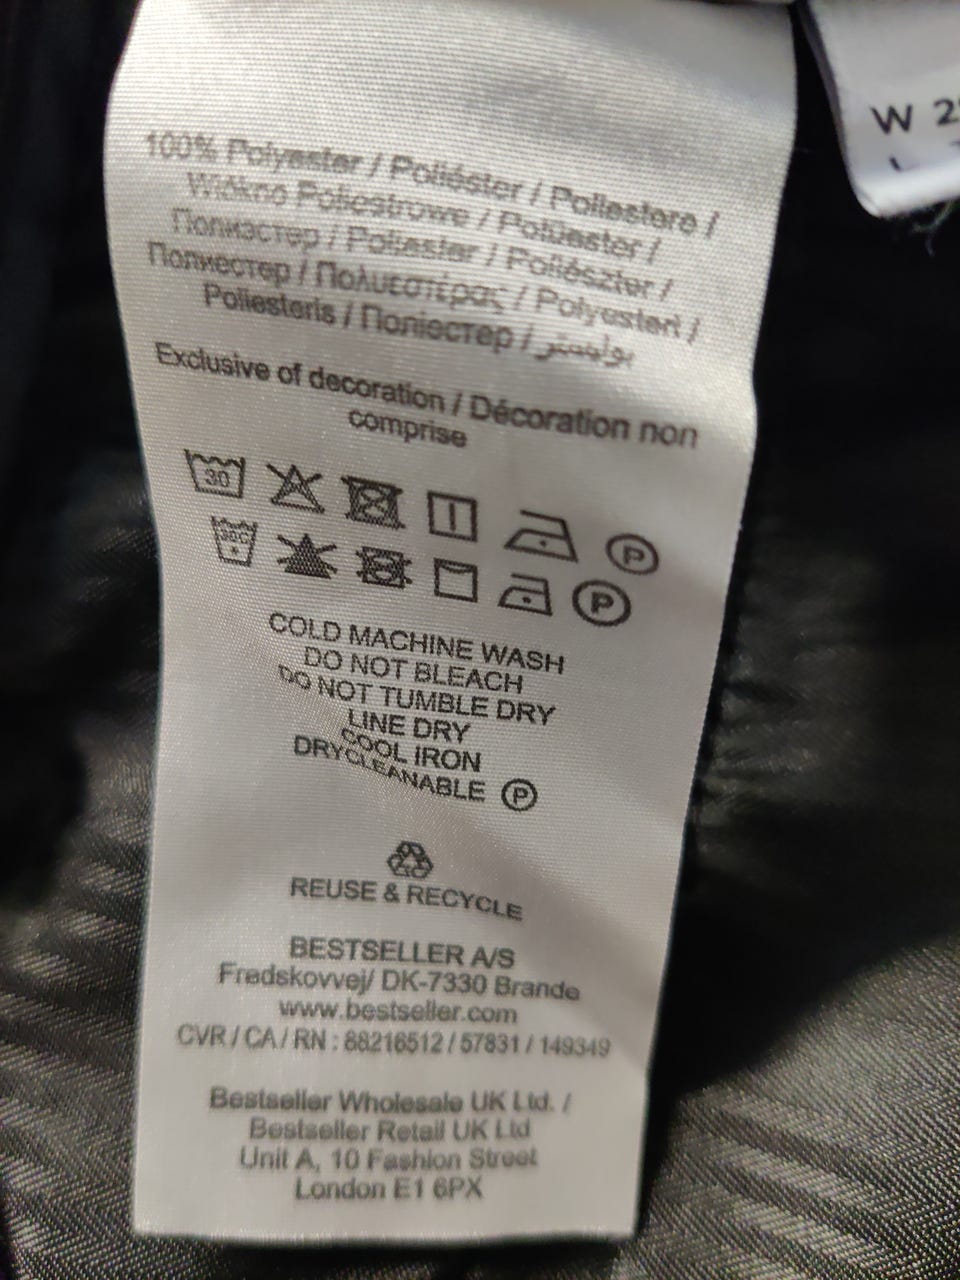 100% Polyester / Poliéster / Poliestere /
Włókno Poliestrowe / Polüester /
Полиэстер / Poliester / Poliészter /
Полиестер / Πολυεστέρας / Polyesteri /
Poliesteris / Поліестер / بوليستر
Exclusive of decoration / Décoration non
comprise
30
30C
P
P
COLD MACHINE WASH
DO NOT BLEACH
DO NOT TUMBLE DRY
LINE DRY
COOL IRON
DRYCLEANABLE P
REUSE & RECYCLE
BESTSELLER A/S
Fredskovvej/ DK-7330 Brande
www.bestseller.com
CVR / CA / RN : 88216512 / 57831 / 149349
Bestseller Wholesale UK Ltd. /
Bestseller Retail UK Ltd
Unit A, 10 Fashion Street
London E1 6PX
W
L